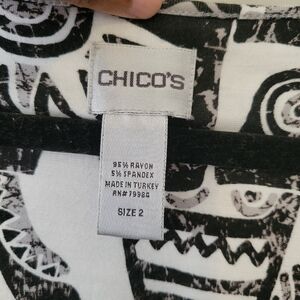 CHICO'S
95% RAYON
5% SPANDEX
MADE IN TURKEY
RN# 79984
SIZE 2